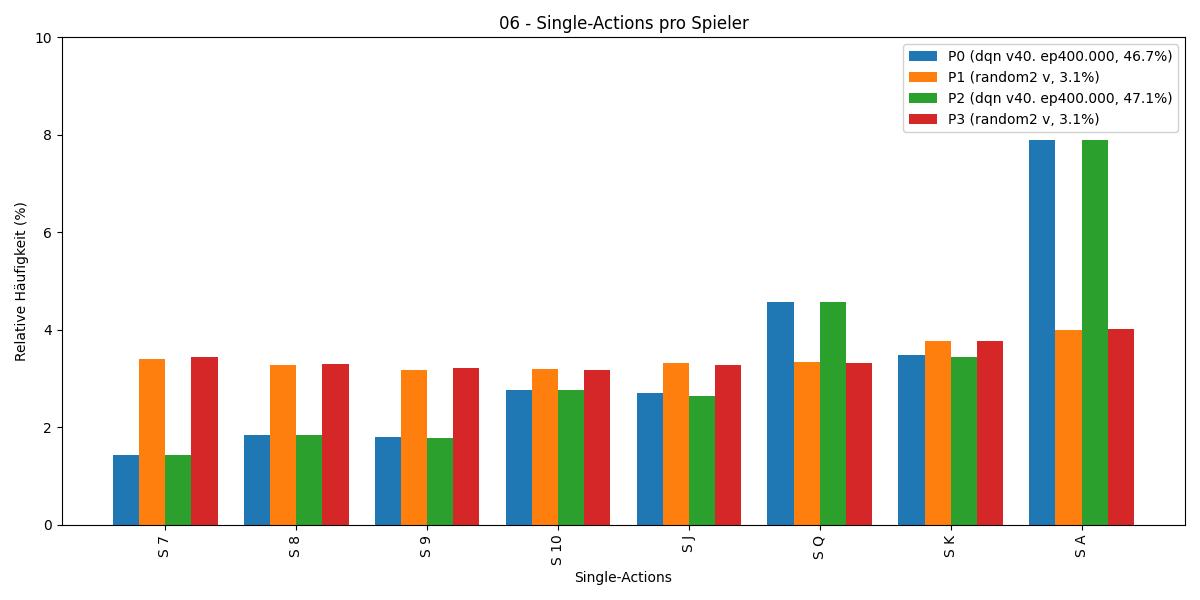 06 - Single-Actions pro Spieler
P0 (dqn v40. ep400.000, 46.7%)
P1 (random2 v, 3.1%)
P2 (dqn v40. ep400.000, 47.1%)
P3 (random2 v, 3.1%)
Relative Häufigkeit (%)
10
8
6
4
2
0
S 7
S 8
S 9
S 10
S J
S Q
S K
S A
Single-Actions